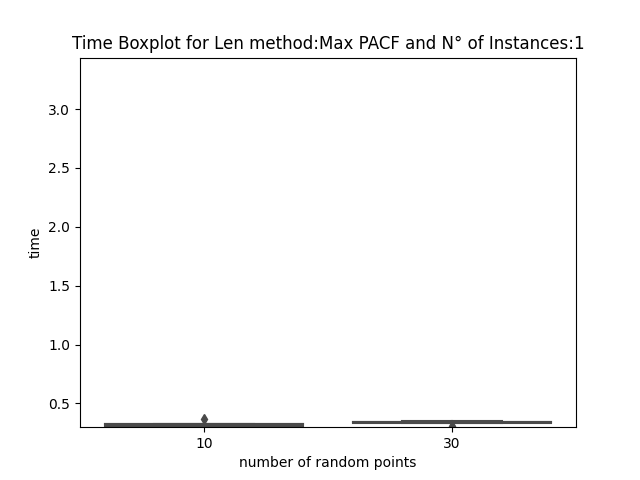 Time Boxplot for Len method:Max PACF and N° of Instances:1
3.0
2.5
2.0
1.5
1.0
0.5
time
10
30
number of random points